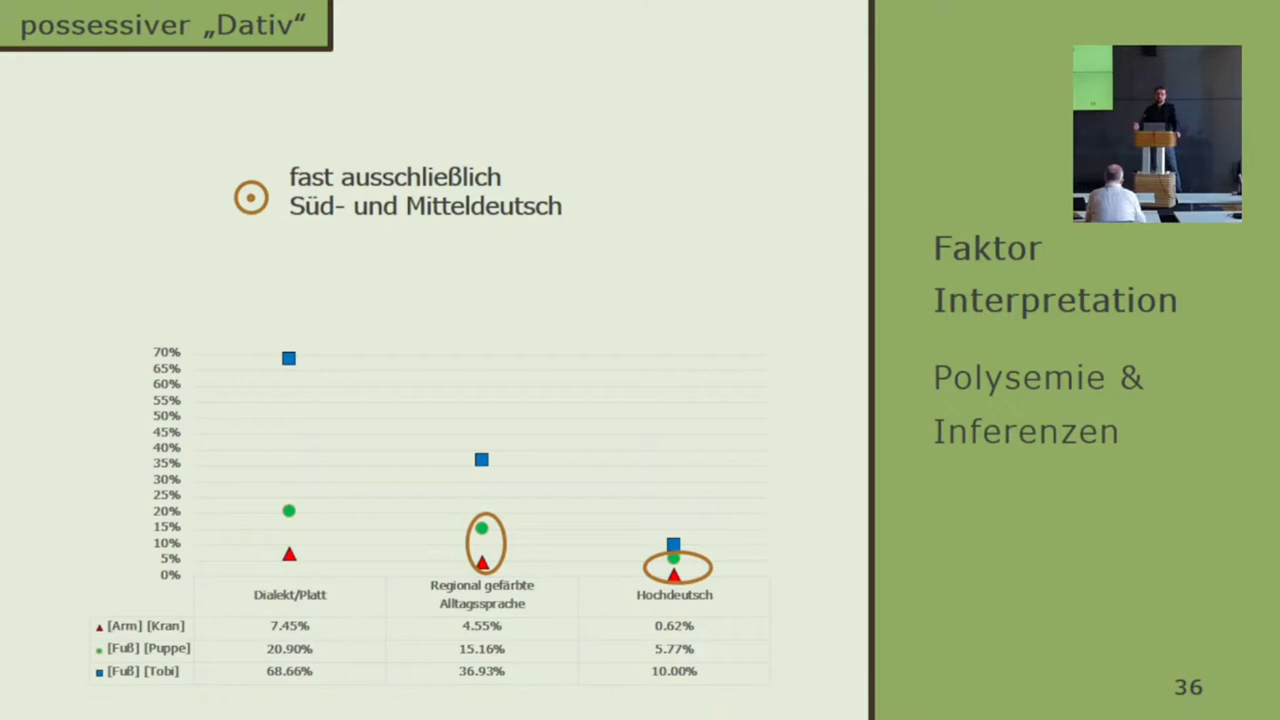 possessiver „Dativ“
fast ausschließlich
Süd- und Mitteldeutsch
Faktor
Interpretation
Polysemie &
Inferenzen
70%
65%
60%
55%
50%
45%
40%
35%
30%
25%
20%
15%
10%
5%
0%
Dialekt/Platt
Regional gefärbte
Alltagssprache
Hochdeutsch
[Arm] [Kran] 7.45% 4.55% 0.62%
[Fuß] [Puppe] 20.90% 15.16% 5.77%
[Fuß] [Tobi] 68.66% 36.93% 10.00%
36